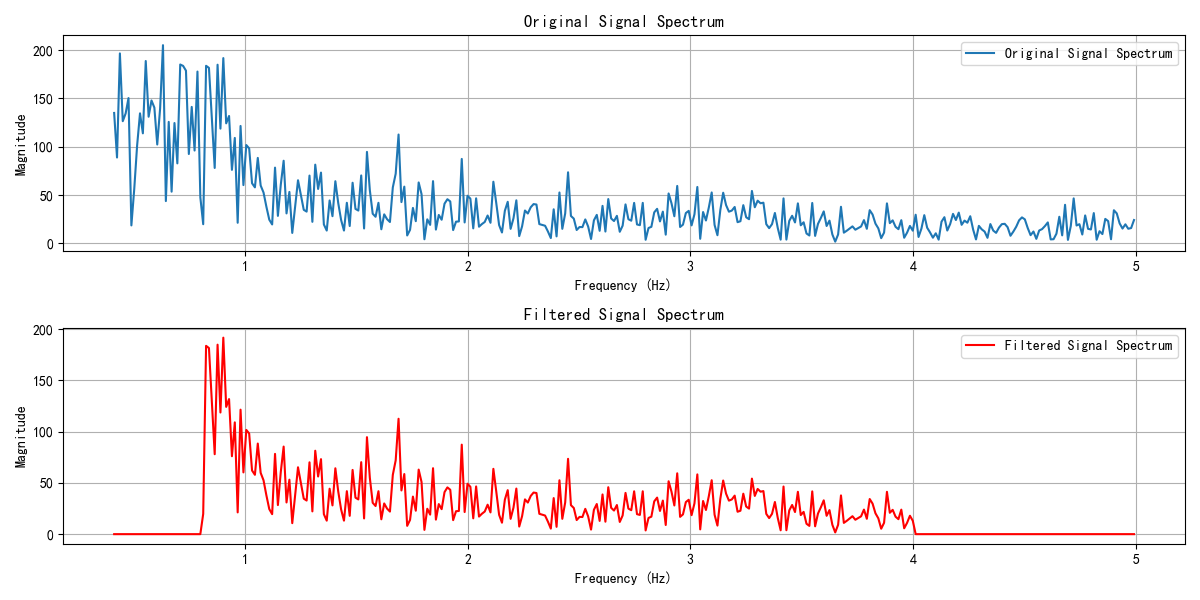 Original Signal Spectrum
Original Signal Spectrum
Magnitude
200
150
100
50
0
1 2 3 4 5
Frequency (Hz)
Filtered Signal Spectrum
Filtered Signal Spectrum
Magnitude
200
150
100
50
0
1 2 3 4 5
Frequency (Hz)